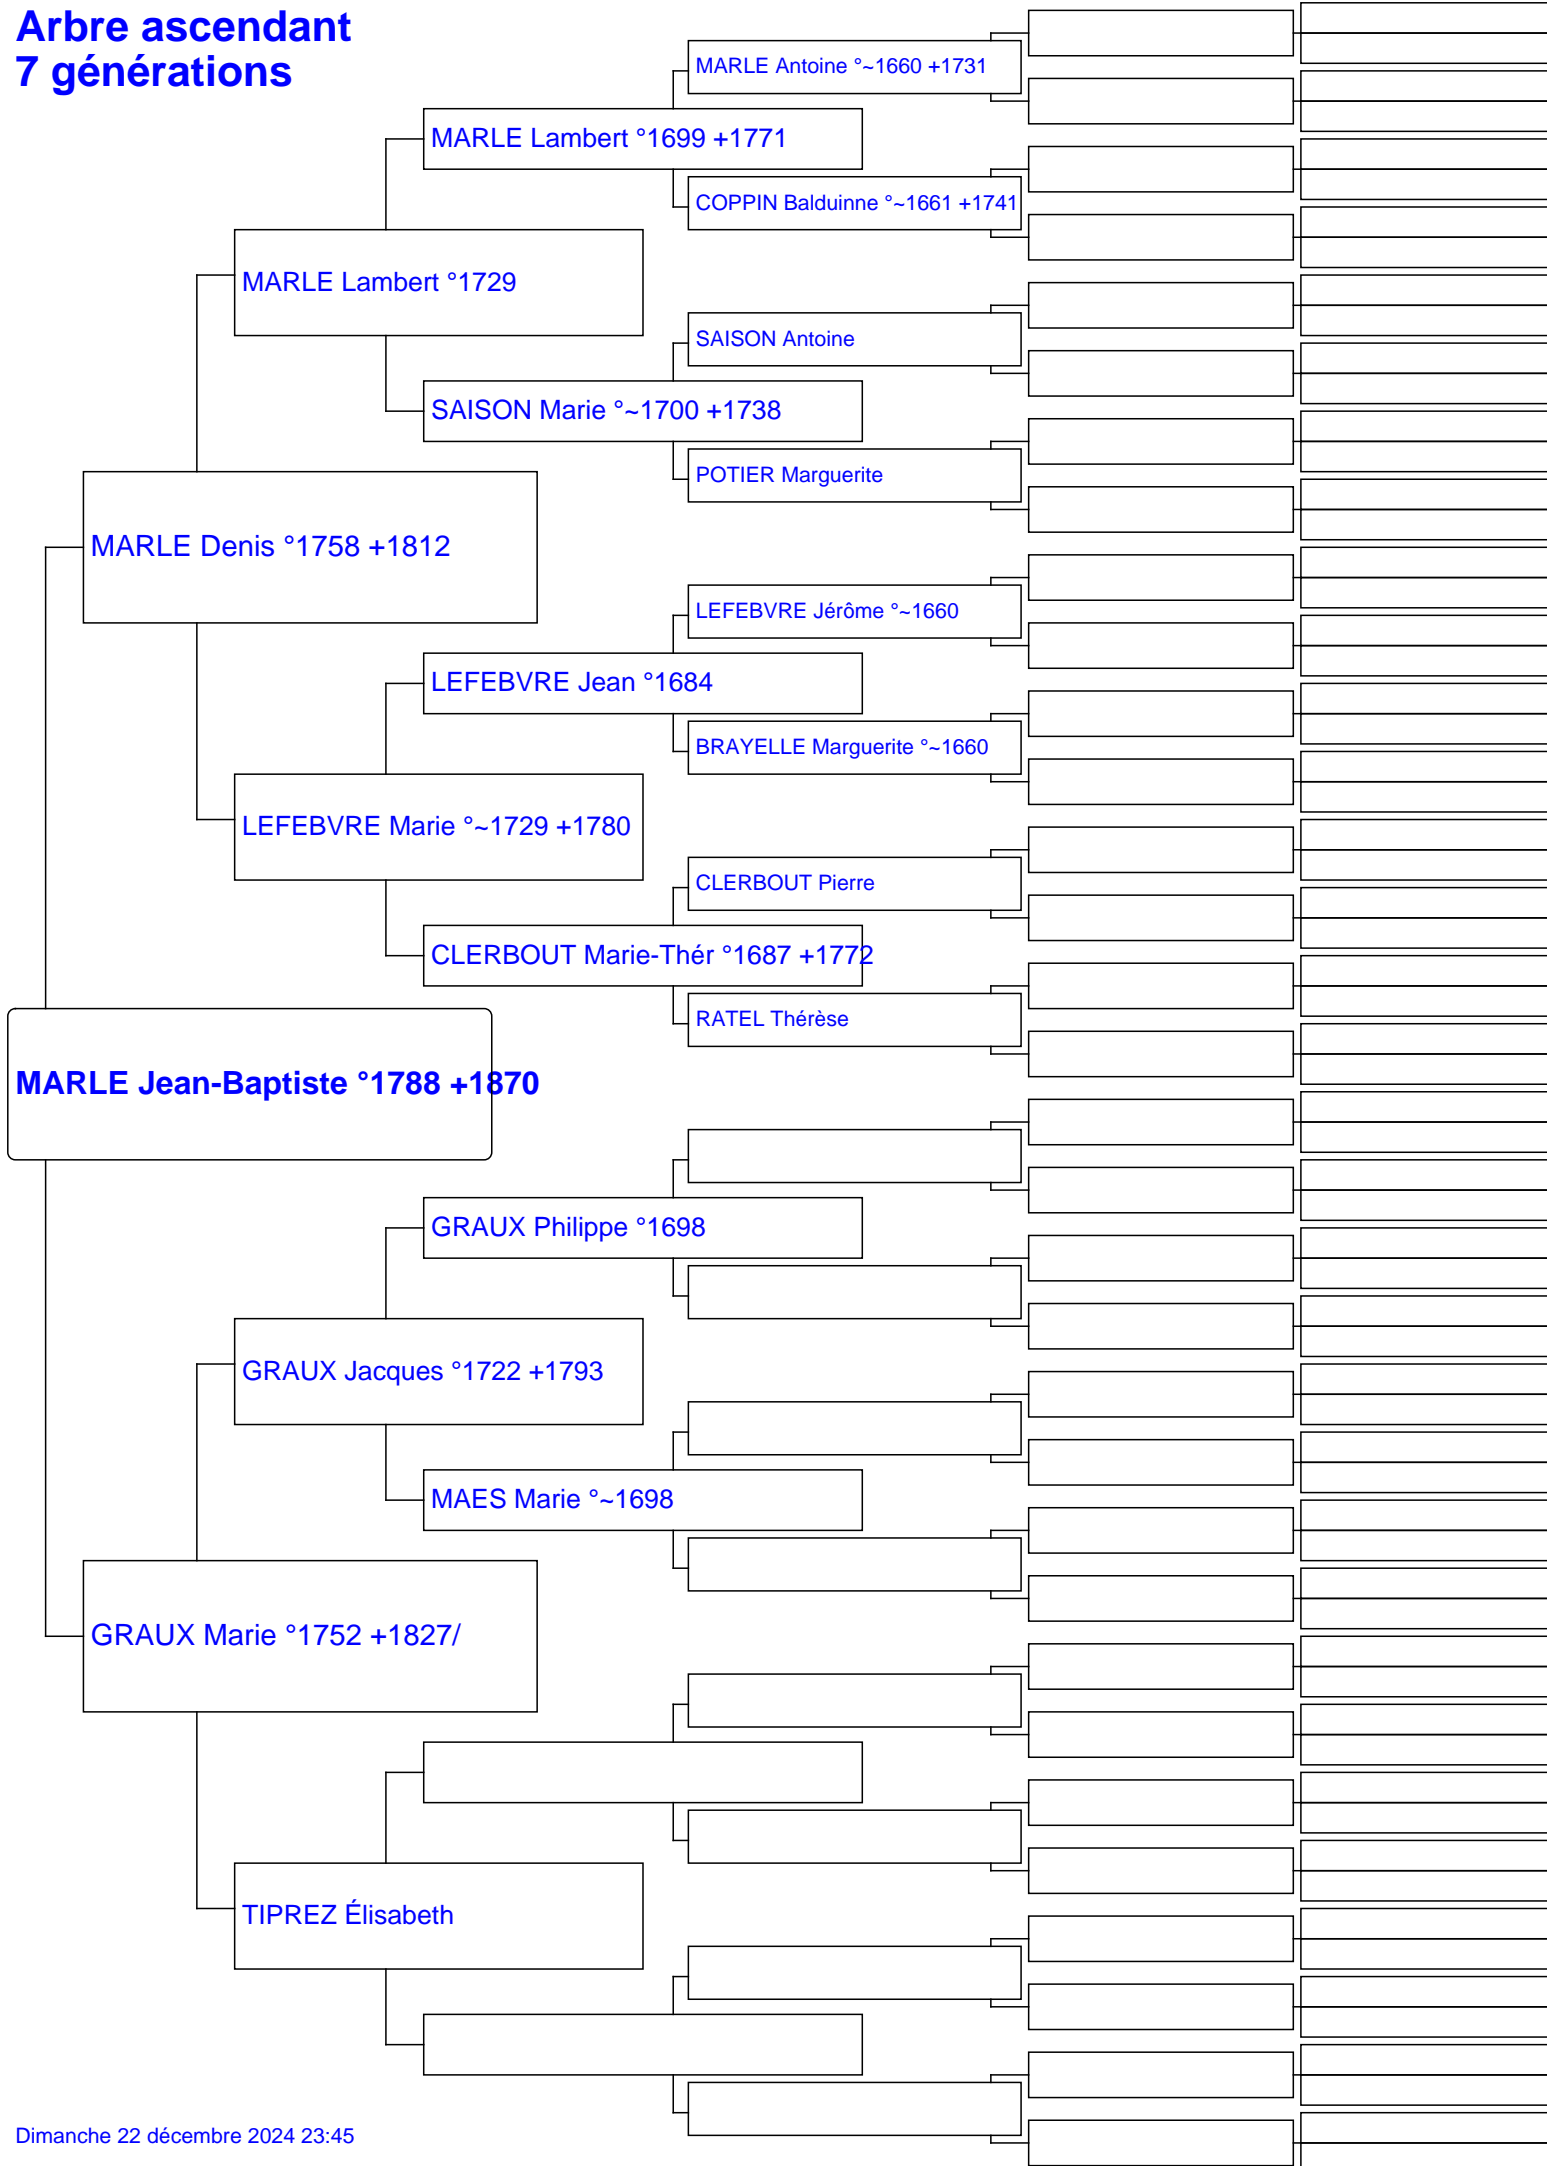 Arbre ascendant
7 générations
MARLE Antoine °~1660 +1731
MARLE Lambert °1699 +1771
COPPIN Balduinne °~1661 +1741
MARLE Lambert °1729
SAISON Antoine
SAISON Marie °~1700 +1738
POTIER Marguerite
MARLE Denis °1758 +1812
LEFEBVRE Jérôme °~1660
LEFEBVRE Jean °1684
BRAYELLE Marguerite °~1660
LEFEBVRE Marie °~1729 +1780
CLERBOUT Pierre
CLERBOUT Marie-Thér °1687 +1772
RATEL Thérèse
MARLE Jean-Baptiste °1788 +1870
GRAUX Philippe °1698
GRAUX Jacques °1722 +1793
MAES Marie °~1698
GRAUX Marie °1752 +1827/
TIPREZ Élisabeth
Dimanche 22 décembre 2024 23:45